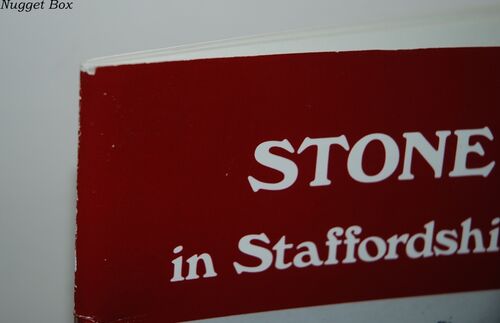 Nugget Box
STONE
in Staffordshi